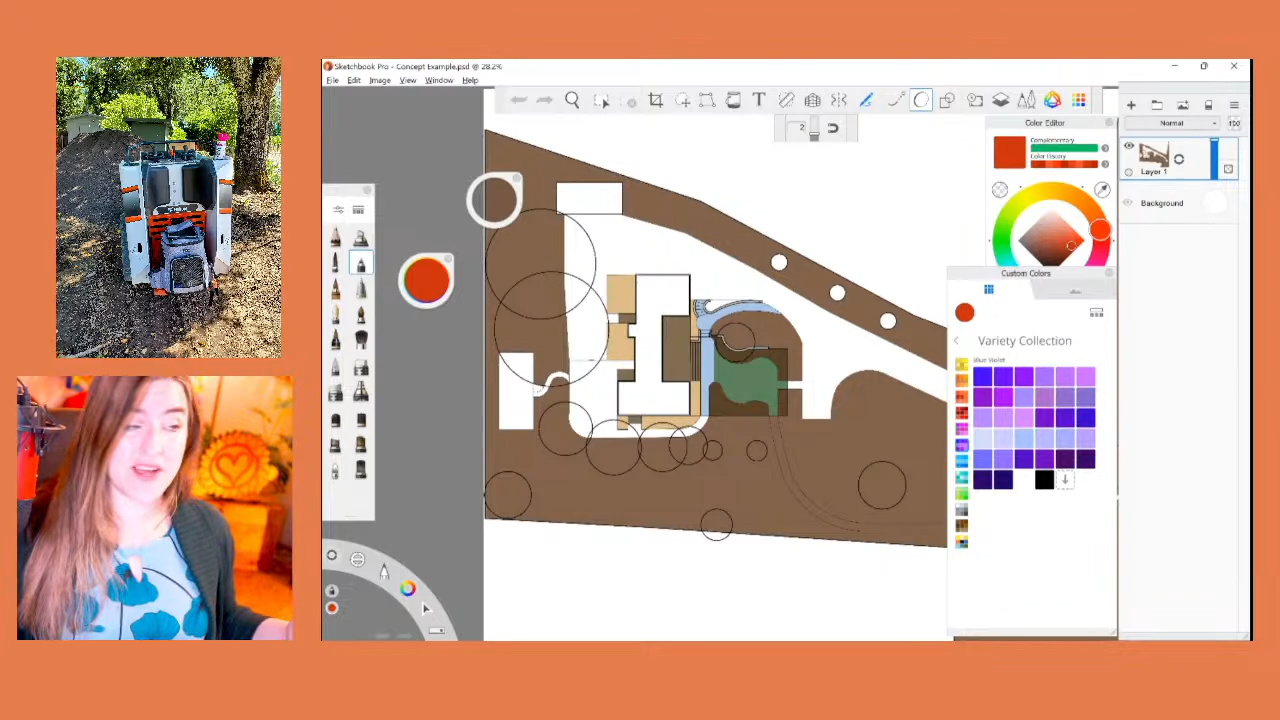 Sketchbook Pro - Concept Example.psd @ 28.2%
File Edit Image View Window Help
2
Color Editor
Complementary
Color History
Normal
Layer 1
Background
Custom Colors
Variety Collection
Blue Violet